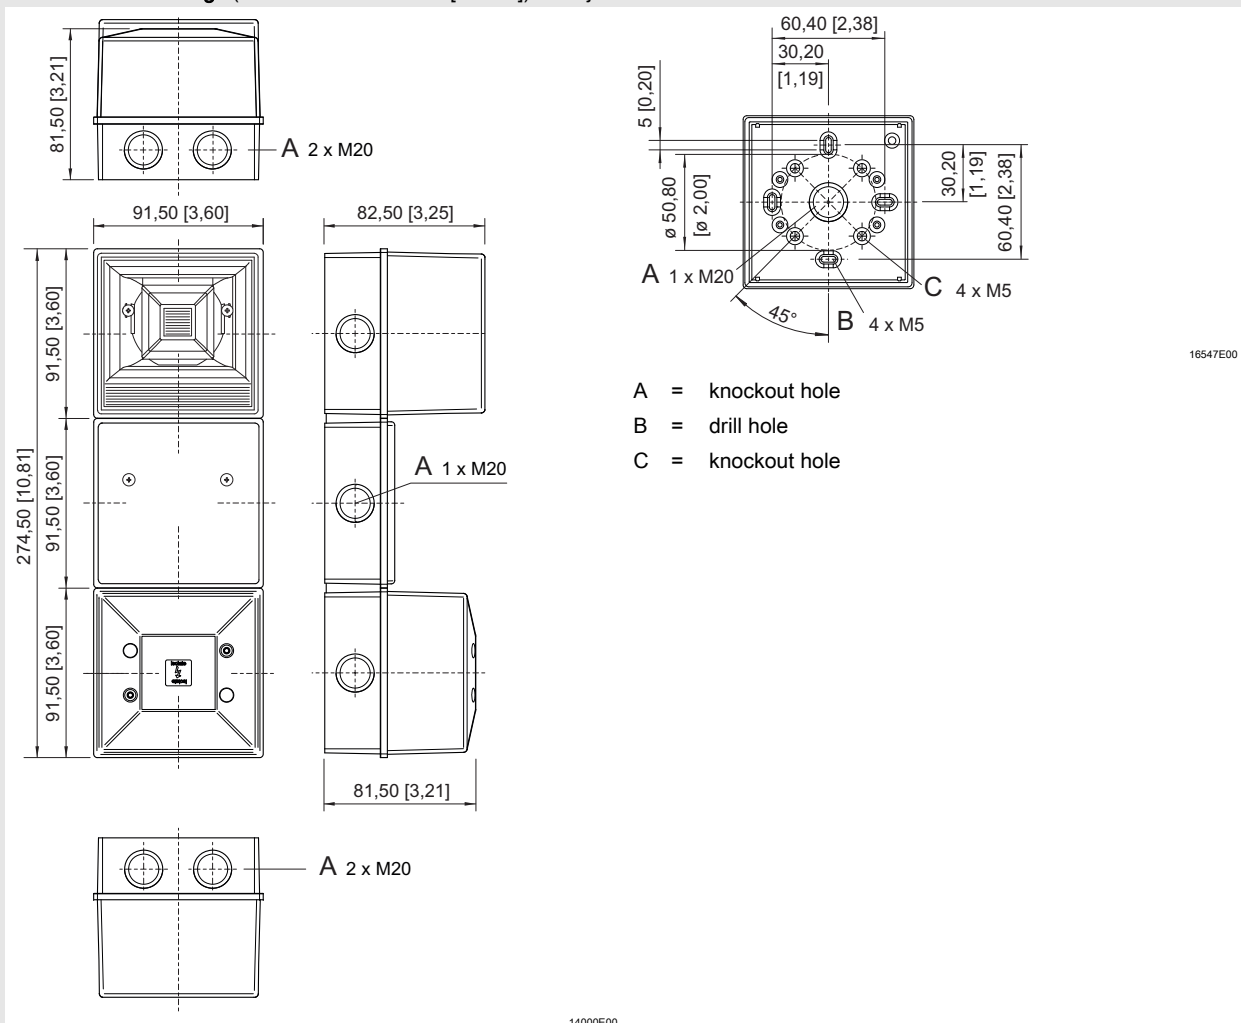 81,50 [3,21]
A 2 x M20
91,50 [3,60]
82,50 [3,25]
274,50 [10,81]
91,50 [3,60]
91,50 [3,60]
91,50 [3,60]
A 1 x M20
81,50 [3,21]
A 2 x M20
14000E00
60,40 [2,38]
30,20
[1,19]
5 [0,20]
ø 50,80
[ø 2,00]
30,20
[1,19]
60,40 [2,38]
A 1 x M20
45°
B 4 x M5
C 4 x M5
16547E00
A = knockout hole
B = drill hole
C = knockout hole